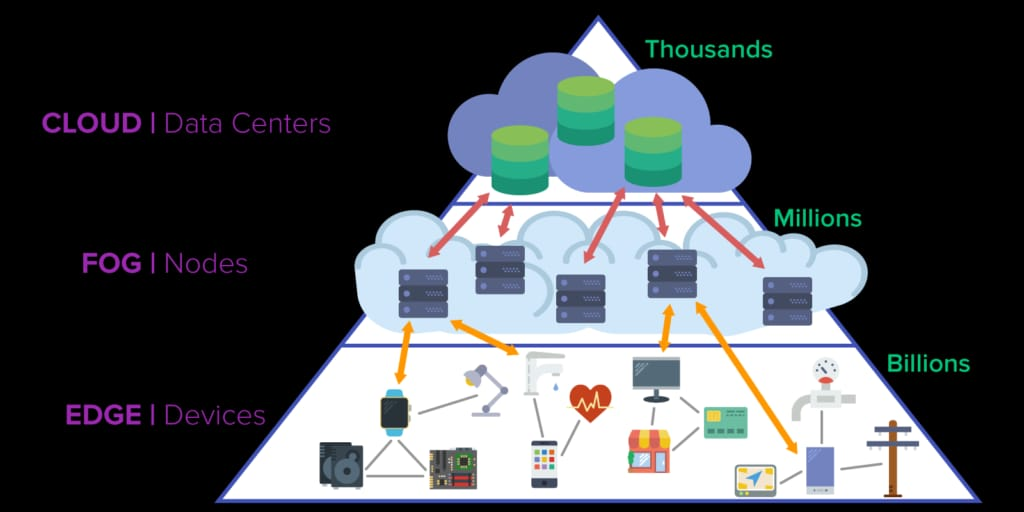 Thousands
CLOUD | Data Centers
Millions
FOG | Nodes
Billions
EDGE | Devices